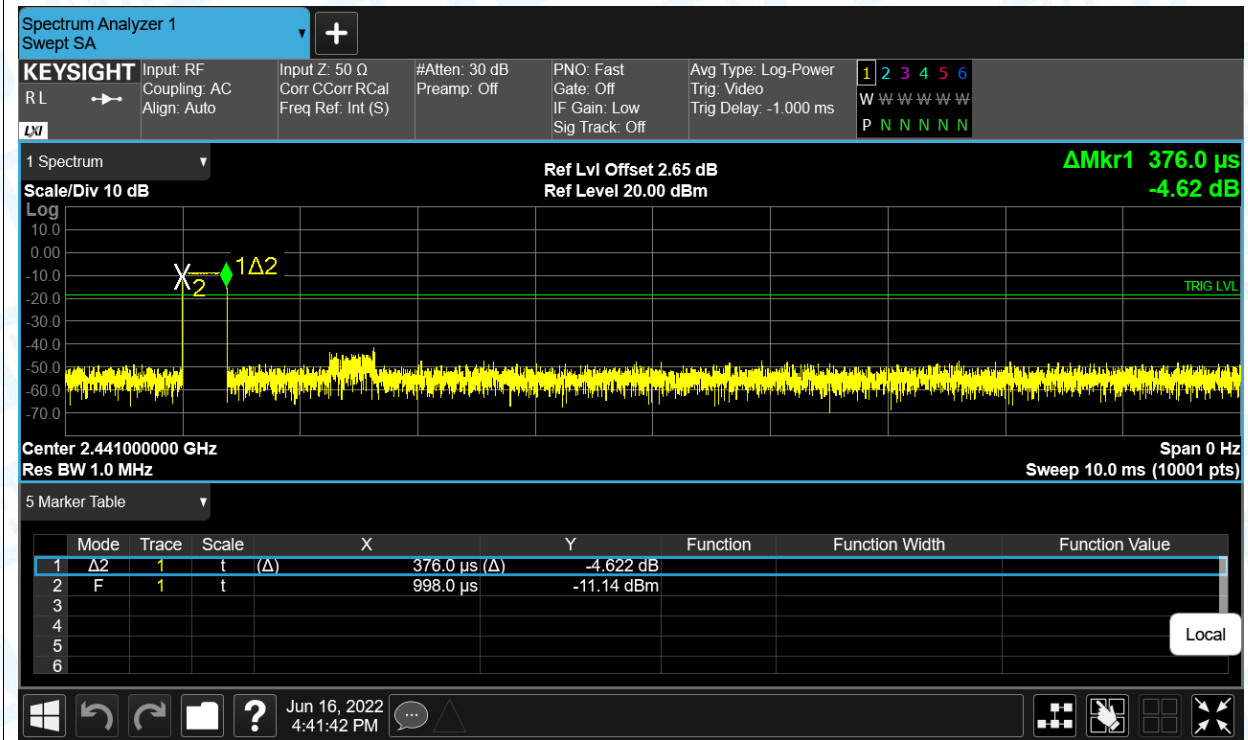 Spectrum Analyzer 1
Swept SA
+
KEYSIGHT Input: RF Input Z: 50 Ω #Atten: 30 dB PNO: Fast Avg Type: Log-Power 1 2 3 4 5 6
R L Coupling: AC Corr CCorr RCal Preamp: Off Gate: Off Trig: Video W W W W W W
Align: Auto Freq Ref: Int (S) IF Gain: Low Trig Delay: -1.000 ms
LXI Sig Track: Off P N N N N N
1 Spectrum Ref Lvl Offset 2.65 dB ΔMkr1 376.0 µs
Scale/Div 10 dB Ref Level 20.00 dBm -4.62 dB
Log
10.0
0.00
1Δ2
-10.0
2
TRIG LVL
-20.0
-30.0
-40.0
-50.0
-60.0
-70.0
Center 2.441000000 GHz Span 0 Hz
Res BW 1.0 MHz Sweep 10.0 ms (10001 pts)
5 Marker Table
Mode Trace Scale X Y Function Function Width Function Value
1 Δ2 1 t (Δ) 376.0 µs (Δ) -4.622 dB
2 F 1 t 998.0 µs -11.14 dBm
3
4
5
6
Local
? Jun 16, 2022
4:41:42 PM